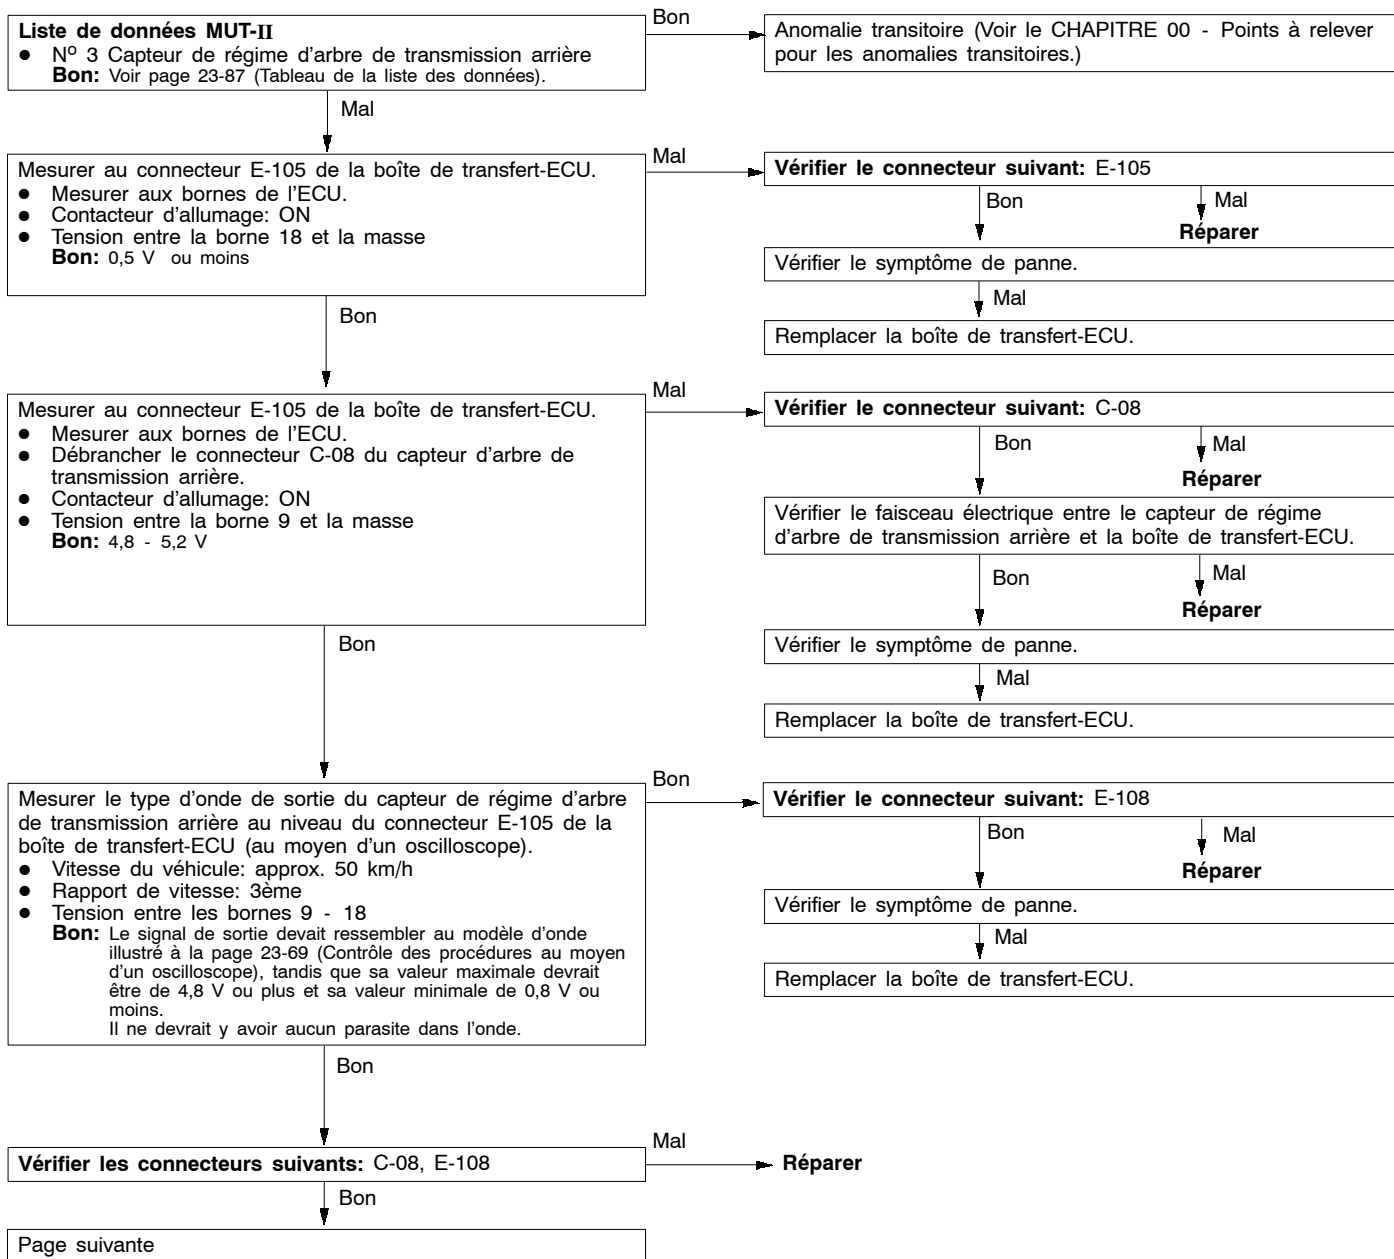 Liste de données MUT-II
● Nº 3 Capteur de régime d'arbre de transmission arrière
Bon: Voir page 23-87 (Tableau de la liste des données).
Bon
Anomalie transitoire (Voir le CHAPITRE 00 - Points à relever
pour les anomalies transitoires.)
Mal
Mesurer au connecteur E-105 de la boîte de transfert-ECU.
● Mesurer aux bornes de l'ECU.
● Contacteur d'allumage: ON
● Tension entre la borne 18 et la masse
Bon: 0,5 V ou moins
Mal
Vérifier le connecteur suivant: E-105
Bon
Mal
Réparer
Vérifier le symptôme de panne.
Mal
Remplacer la boîte de transfert-ECU.
Bon
Mesurer au connecteur E-105 de la boîte de transfert-ECU.
● Mesurer aux bornes de l'ECU.
● Débrancher le connecteur C-08 du capteur d'arbre de
transmission arrière.
● Contacteur d'allumage: ON
● Tension entre la borne 9 et la masse
Bon: 4,8 - 5,2 V
Mal
Vérifier le connecteur suivant: C-08
Bon
Mal
Réparer
Vérifier le faisceau électrique entre le capteur de régime
d'arbre de transmission arrière et la boîte de transfert-ECU.
Bon
Mal
Réparer
Vérifier le symptôme de panne.
Mal
Remplacer la boîte de transfert-ECU.
Bon
Mesurer le type d'onde de sortie du capteur de régime d'arbre
de transmission arrière au niveau du connecteur E-105 de la
boîte de transfert-ECU (au moyen d'un oscilloscope).
● Vitesse du véhicule: approx. 50 km/h
● Rapport de vitesse: 3ème
● Tension entre les bornes 9 - 18
Bon: Le signal de sortie devait ressembler au modèle d'onde
illustré à la page 23-69 (Contrôle des procédures au moyen
d'un oscilloscope), tandis que sa valeur maximale devrait
être de 4,8 V ou plus et sa valeur minimale de 0,8 V ou
moins.
Il ne devrait y avoir aucun parasite dans l'onde.
Bon
Vérifier le connecteur suivant: E-108
Bon
Mal
Réparer
Vérifier le symptôme de panne.
Mal
Remplacer la boîte de transfert-ECU.
Bon
Vérifier les connecteurs suivants: C-08, E-108
Mal
Réparer
Bon
Page suivante